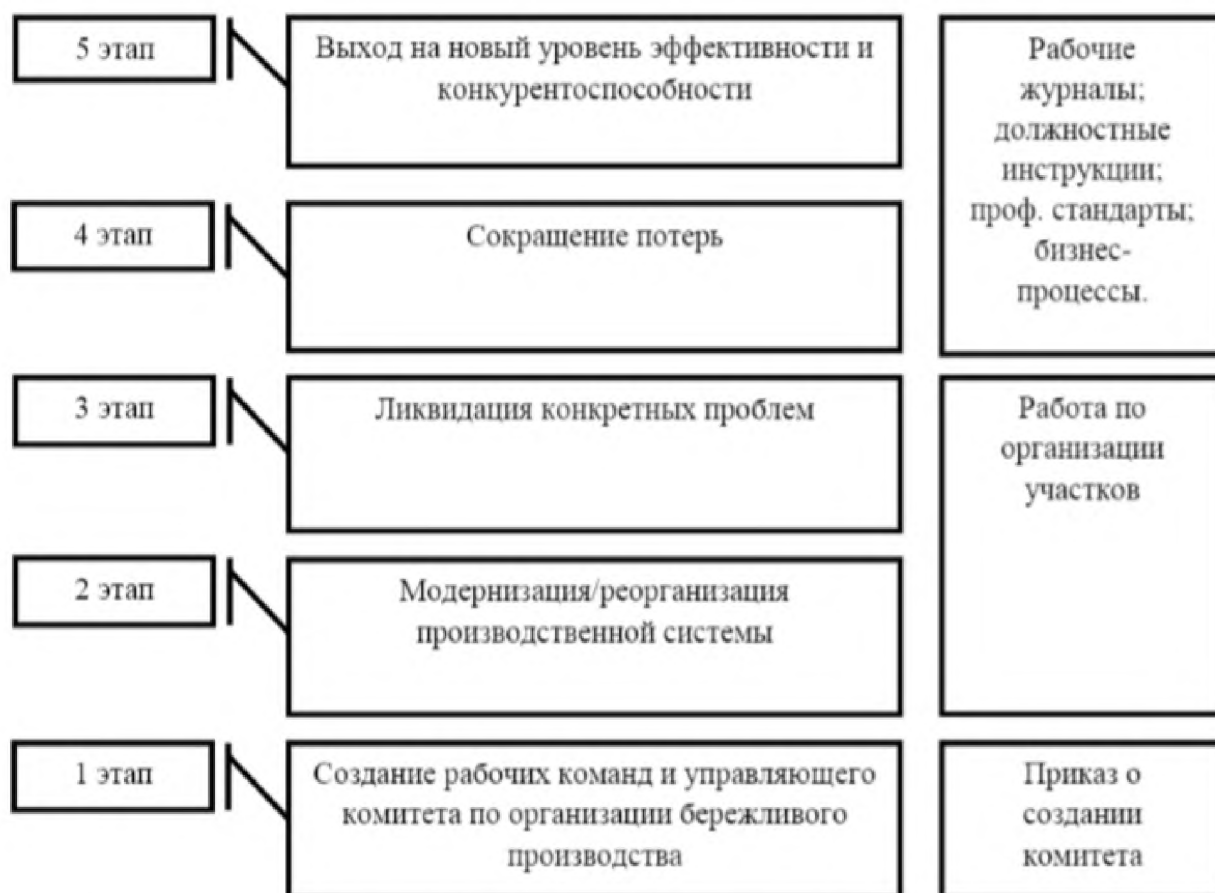 5 этап
Выход на новый уровень эффективности и
конкурентоспособности
Рабочие
журналы;
должностные
инструкции;
проф. стандарты;
бизнес-
процессы.
4 этап
Сокращение потерь
3 этап
Ликвидация конкретных проблем
Работа по
организации
участков
2 этап
Модернизация/реорганизация
производственной системы
1 этап
Создание рабочих команд и управляющего
комитета по организации бережливого
производства
Приказ о
создании
комитета